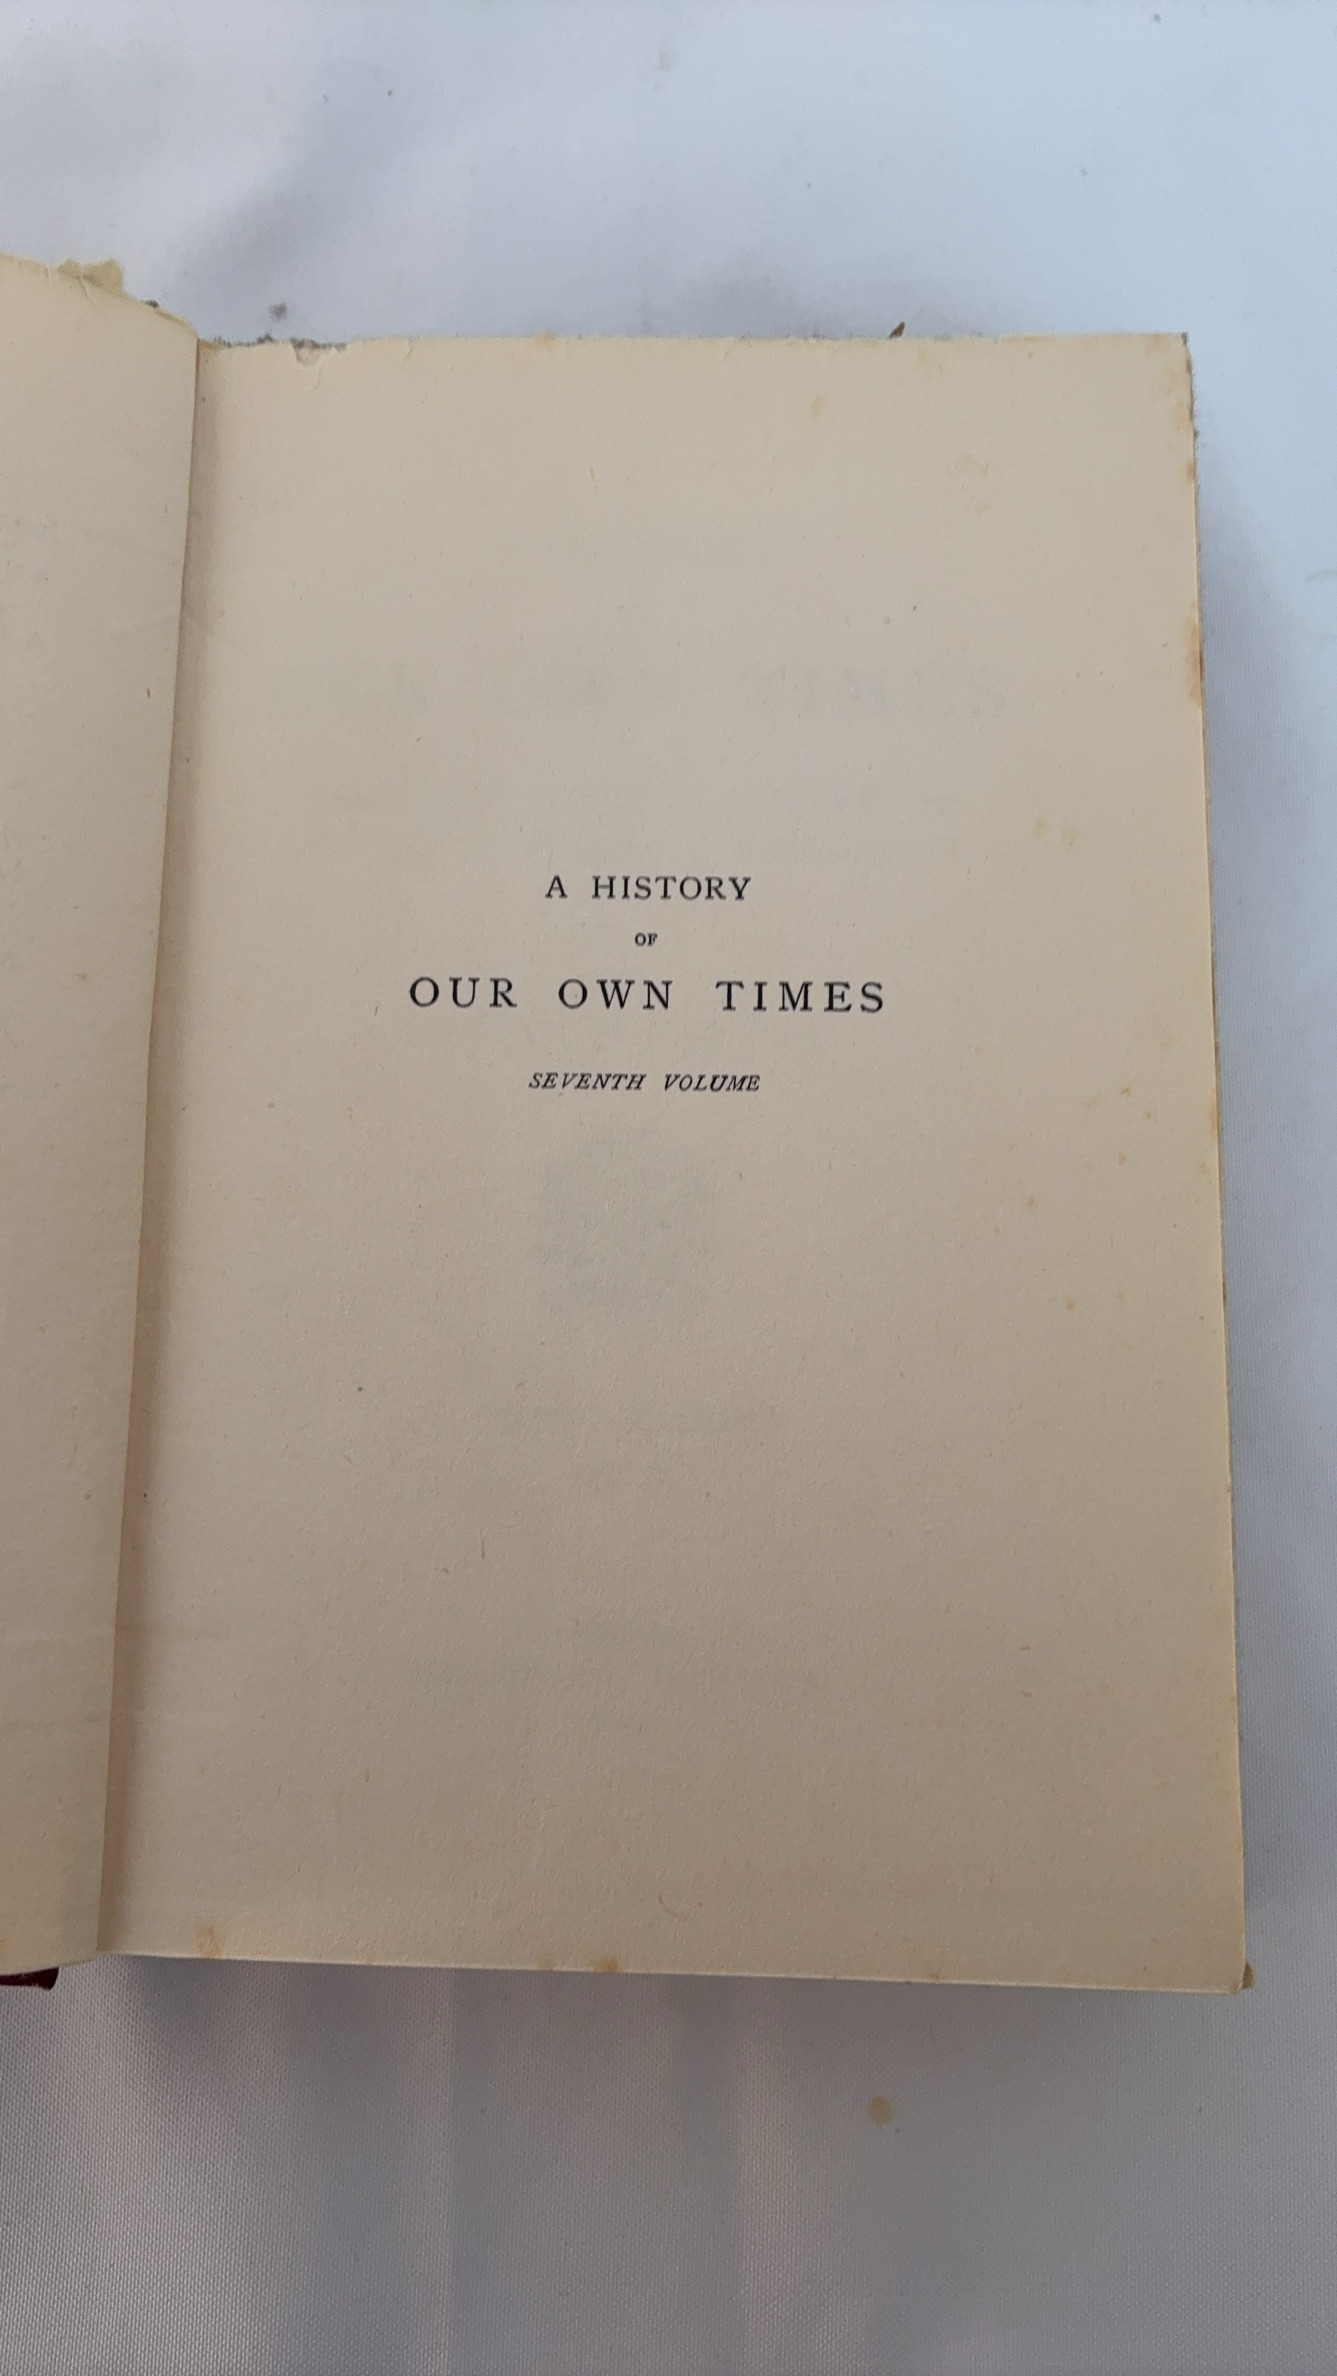 A HISTORY
OF
OUR OWN TIMES
SEVENTH VOLUME